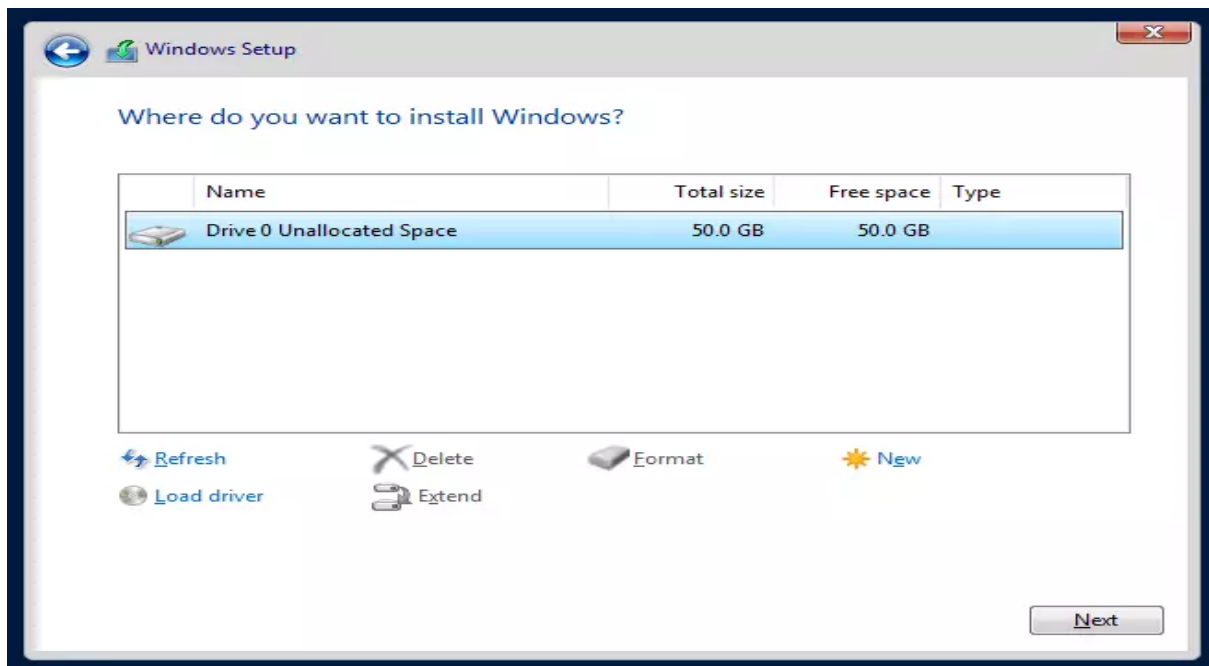 Windows Setup
Where do you want to install Windows?
Name Total size Free space Type
Drive 0 Unallocated Space 50.0 GB 50.0 GB
Refresh Delete Format New
Load driver Extend
Next